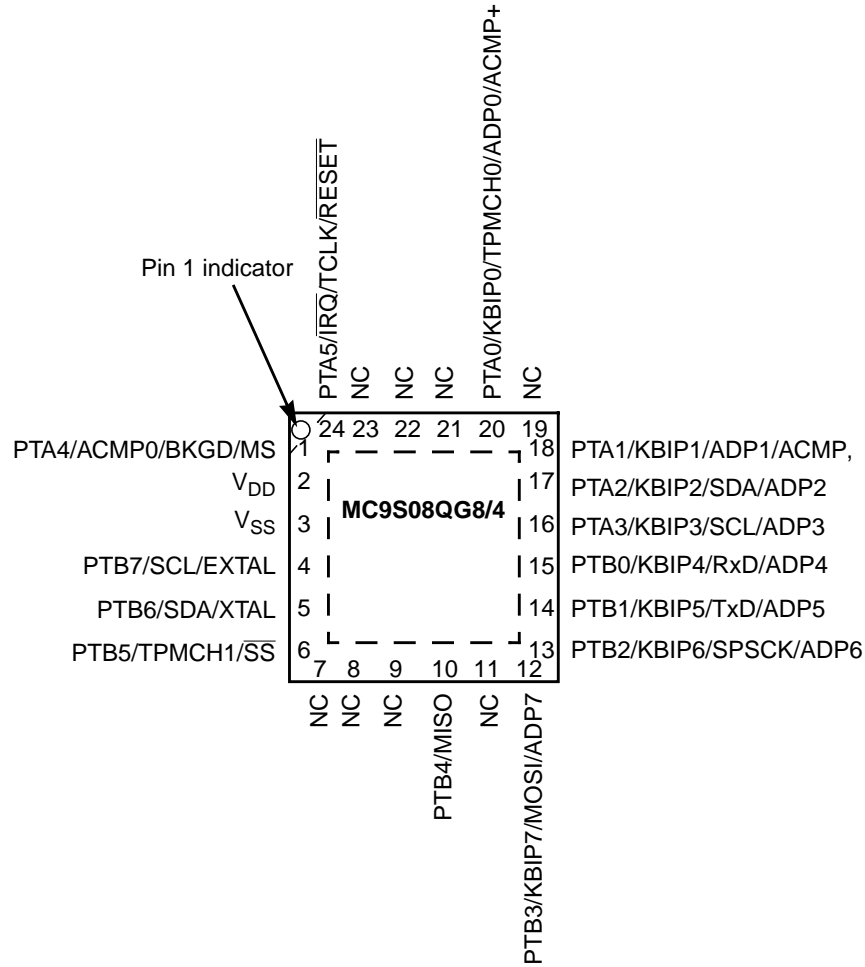 PTA5/IRQ/TCLK/RESET
NC
NC
NC
PTA0/KBIP0/TPMCH0/ADP0/ACMP+
NC
Pin 1 indicator
24 23 22 21 20 19
PTA4/ACMP0/BKGD/MS 1
VDD 2
VSS 3
PTB7/SCL/EXTAL 4
PTB6/SDA/XTAL 5
PTB5/TPMCH1/SS 6
MC9S08QG8/4
18 PTA1/KBIP1/ADP1/ACMP,
17 PTA2/KBIP2/SDA/ADP2
16 PTA3/KBIP3/SCL/ADP3
15 PTB0/KBIP4/RxD/ADP4
14 PTB1/KBIP5/TxD/ADP5
13 PTB2/KBIP6/SPSCK/ADP6
7 8 9 10 11 12
NC
NC
NC
PTB4/MISO
NC
PTB3/KBIP7/MOSI/ADP7